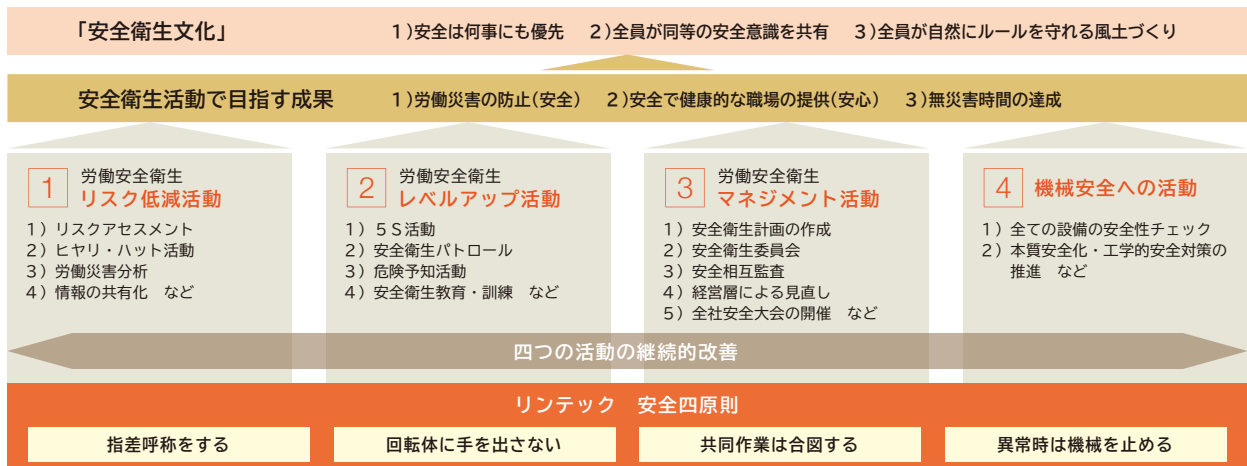 「安全衛生文化」 1)安全は何事にも優先 2)全員が同等の安全意識を共有 3)全員が自然にルールを守れる風土づくり
安全衛生活動で目指す成果 1)労働災害の防止(安全) 2)安全で健康的な職場の提供(安心) 3)無災害時間の達成
1 労働安全衛生
リスク低減活動
1)リスクアセスメント
2)ヒヤリ・ハット活動
3)労働災害分析
4)情報の共有化 など
2 労働安全衛生
レベルアップ活動
1)5S活動
2)安全衛生パトロール
3)危険予知活動
4)安全衛生教育・訓練 など
3 労働安全衛生
マネジメント活動
1)安全衛生計画の作成
2)安全衛生委員会
3)安全相互監査
4)経営層による見直し
5)全社安全大会の開催 など
4 機械安全への活動
1)全ての設備の安全性チェック
2)本質安全化・工学的安全対策の
推進 など
四つの活動の継続的改善
リンテック 安全四原則
指差呼称をする
回転体に手を出さない
共同作業は合図する
異常時は機械を止める